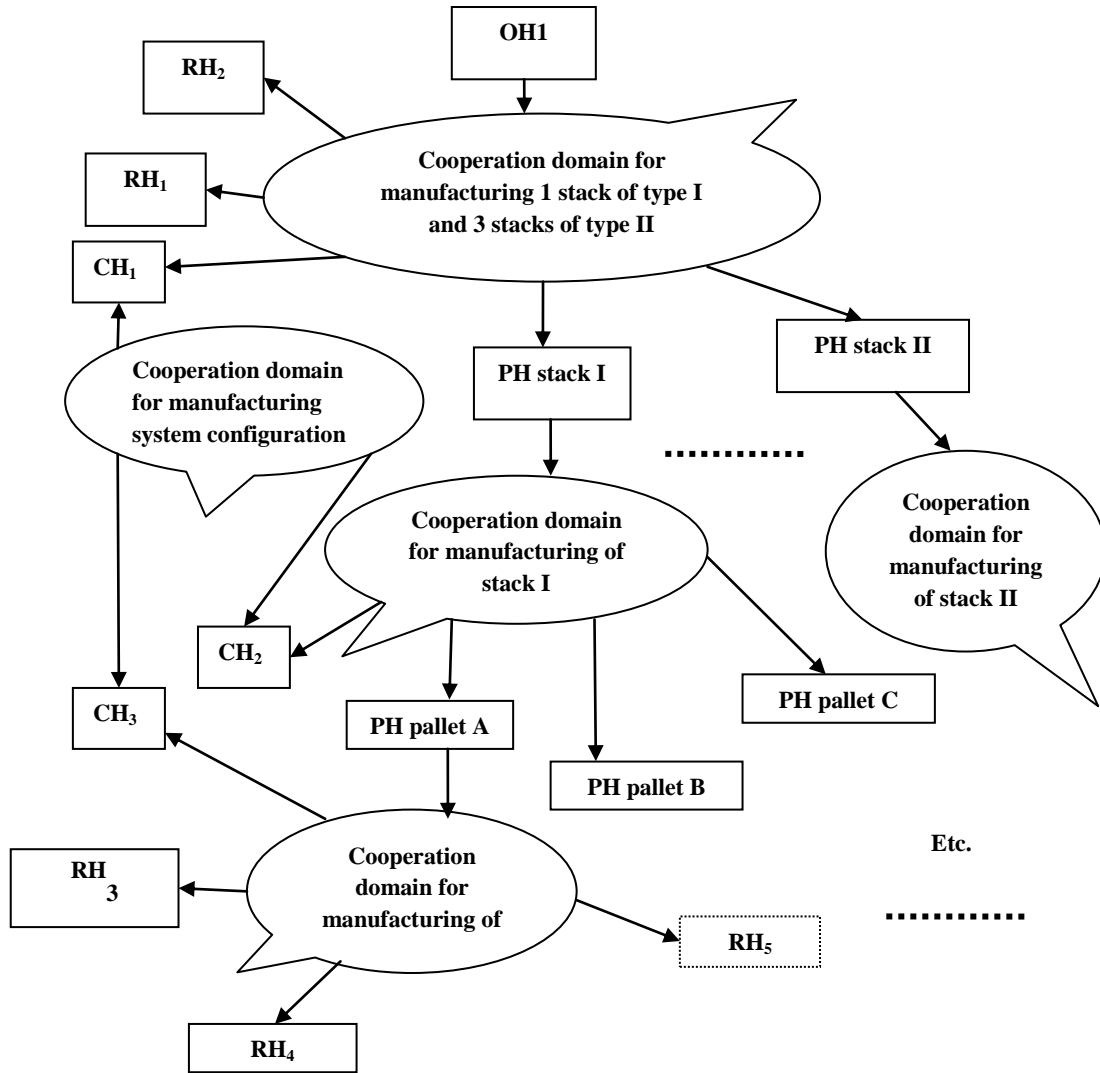 OH1
RH₂
Cooperation domain for
manufacturing 1 stack of type I
and 3 stacks of type II
RH₁
CH₁
PH stack II
PH stack I
Cooperation domain
for manufacturing
system configuration
Cooperation domain
for manufacturing of
stack I
Cooperation
domain for
manufacturing
of stack II
CH₂
CH₃
PH pallet A
PH pallet C
PH pallet B
Cooperation
domain for
manufacturing of
Etc.
RH
3
RH₅
RH₄